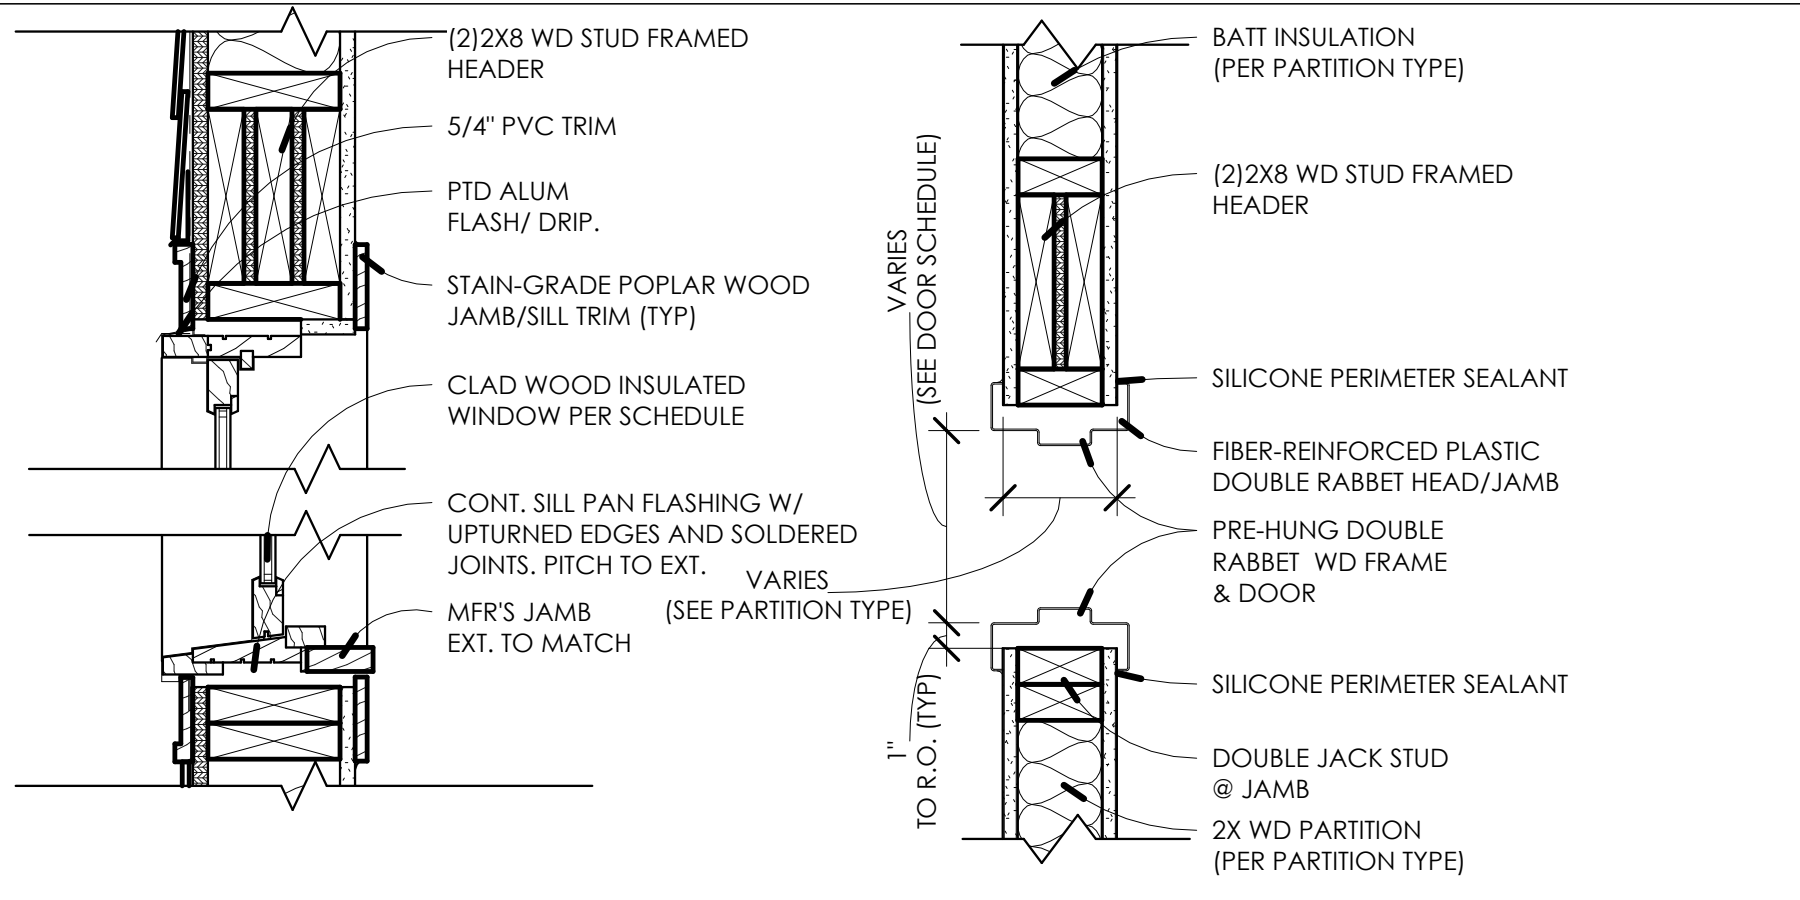 (2)2X8 WD STUD FRAMED
HEADER
5/4" PVC TRIM
PTD ALUM
FLASH/ DRIP.
STAIN-GRADE POPLAR WOOD
JAMB/SILL TRIM (TYP)
CLAD WOOD INSULATED
WINDOW PER SCHEDULE
CONT. SILL PAN FLASHING W/
UPTURNED EDGES AND SOLDERED
JOINTS. PITCH TO EXT.
MFR'S JAMB
EXT. TO MATCH
VARIES
(SEE DOOR SCHEDULE)
VARIES
(SEE PARTITION TYPE)
1"
TO R.O. (TYP)
BATT INSULATION
(PER PARTITION TYPE)
(2)2X8 WD STUD FRAMED
HEADER
SILICONE PERIMETER SEALANT
FIBER-REINFORCED PLASTIC
DOUBLE RABBET HEAD/JAMB
PRE-HUNG DOUBLE
RABBET  WD FRAME
& DOOR
SILICONE PERIMETER SEALANT
DOUBLE JACK STUD
@ JAMB
2X WD PARTITION
(PER PARTITION TYPE)